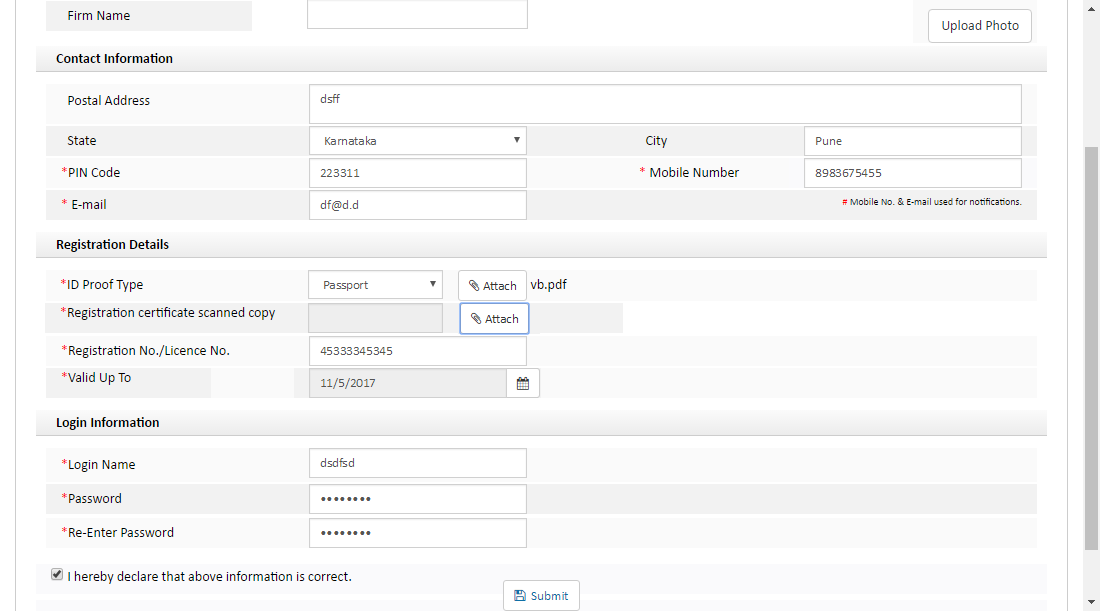 Firm Name
Upload Photo
Contact Information
Postal Address dsff
State Karnataka City Pune
*PIN Code 223311 * Mobile Number 8983675455
* E-mail df@d.d # Mobile No. & E-mail used for notifications.
Registration Details
*ID Proof Type Passport Attach vb.pdf
*Registration certificate scanned copy Attach
*Registration No./Licence No. 45333345345
*Valid Up To 11/5/2017
Login Information
*Login Name dsdfsd
*Password ••••••••
*Re-Enter Password ••••••••
I hereby declare that above information is correct.
Submit